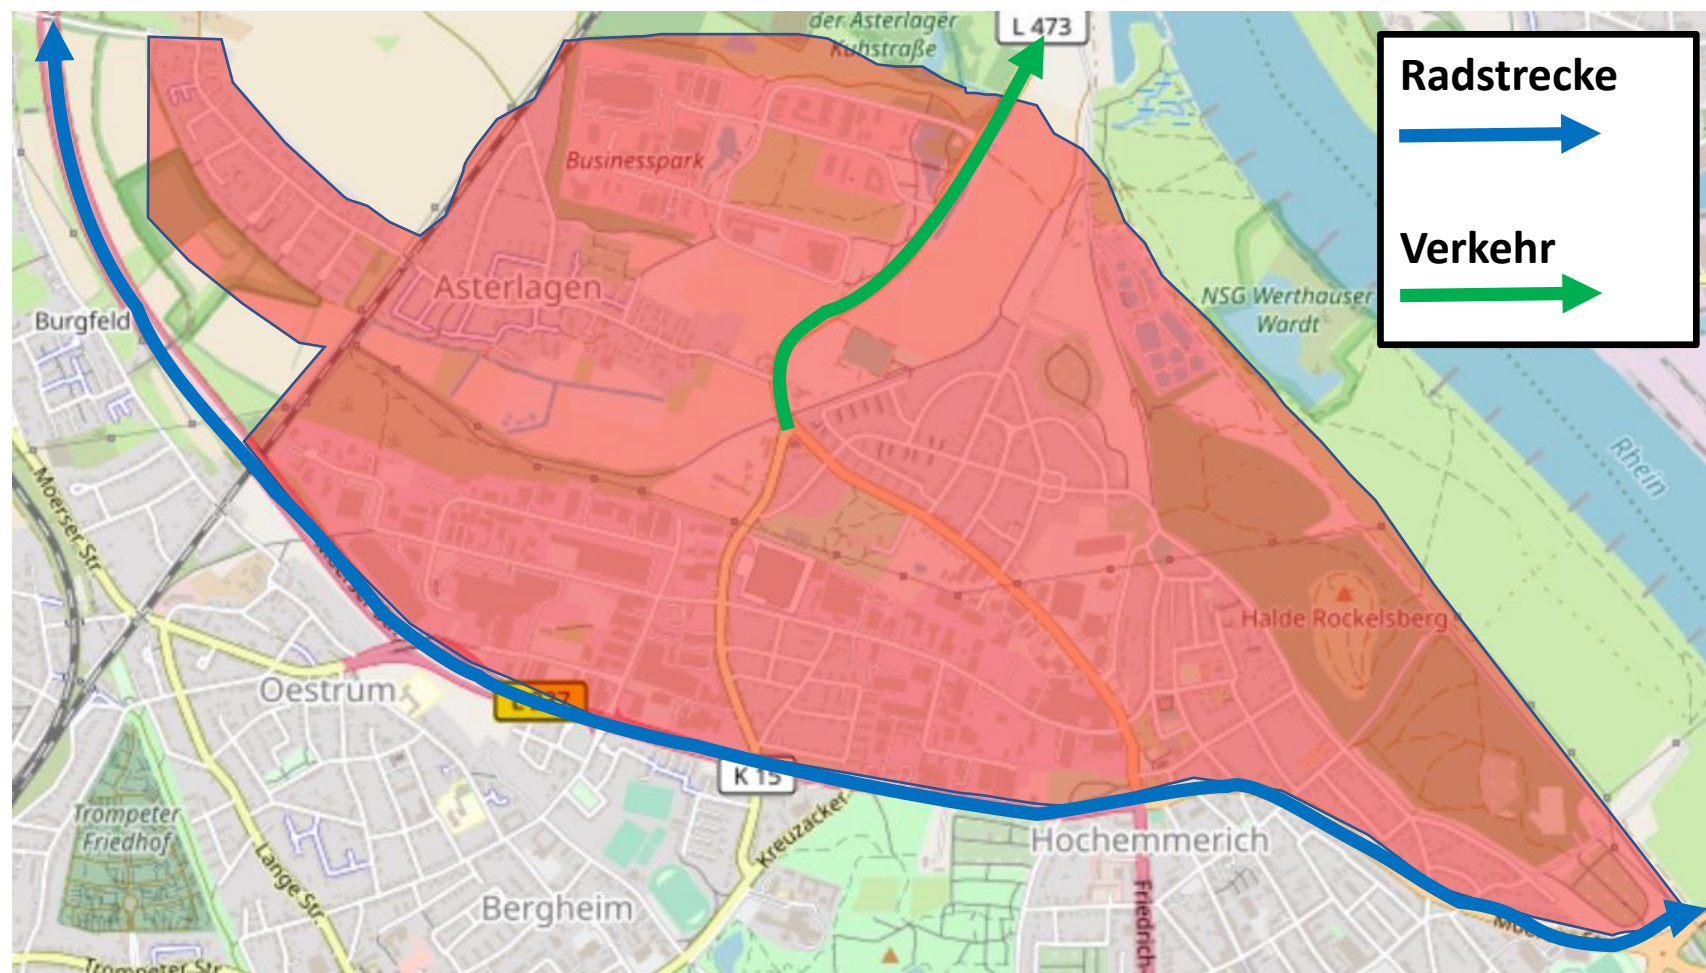 der Asterlager
Kuhstraße
L 473
Radstrecke
Verkehr
Businesspark
Asterlagen
NSG Werthauser
Wardt
Burgfeld
Rhein
Moerser Str
Halde Rockelsberg
Oestrum
K 15
Trompeter
Friedhof
Lange Str.
Kreuzacker
Hochemmerich
Bergheim
Friedrich-
Trompeter Str